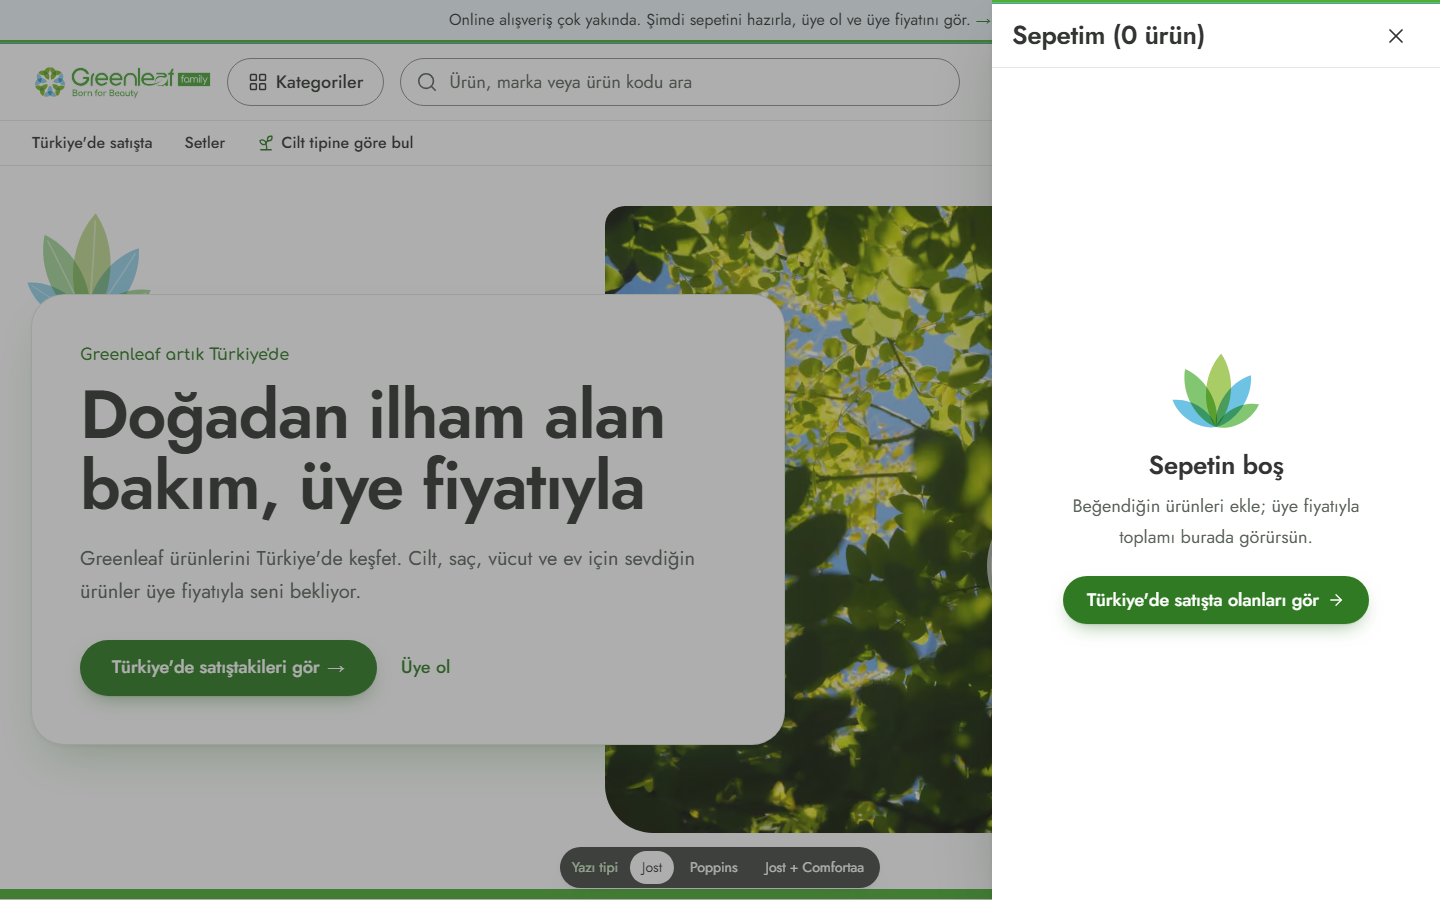 Online alışveriş çok yakında. Şimdi sepetini hazırla, üye ol ve üye fiyatını gör. →
Sepetim (0 ürün)
Greenleaf family
Born for Beauty
Kategoriler
Ürün, marka veya ürün kodu ara
Türkiye'de satışta
Setler
Cilt tipine göre bul
Greenleaf artık Türkiye'de
Doğadan ilham alan
bakım, üye fiyatıyla
Greenleaf ürünlerini Türkiye'de keşfet. Cilt, saç, vücut ve ev için sevdiğin
ürünler üye fiyatıyla seni bekliyor.
Türkiye'de satıştakileri gör →
Üye ol
Sepetin boş
Beğendiğin ürünleri ekle; üye fiyatıyla
toplamı burada görürsün.
Türkiye'de satışta olanları gör →
Yazı tipi
Jost
Poppins
Jost + Comfortaa